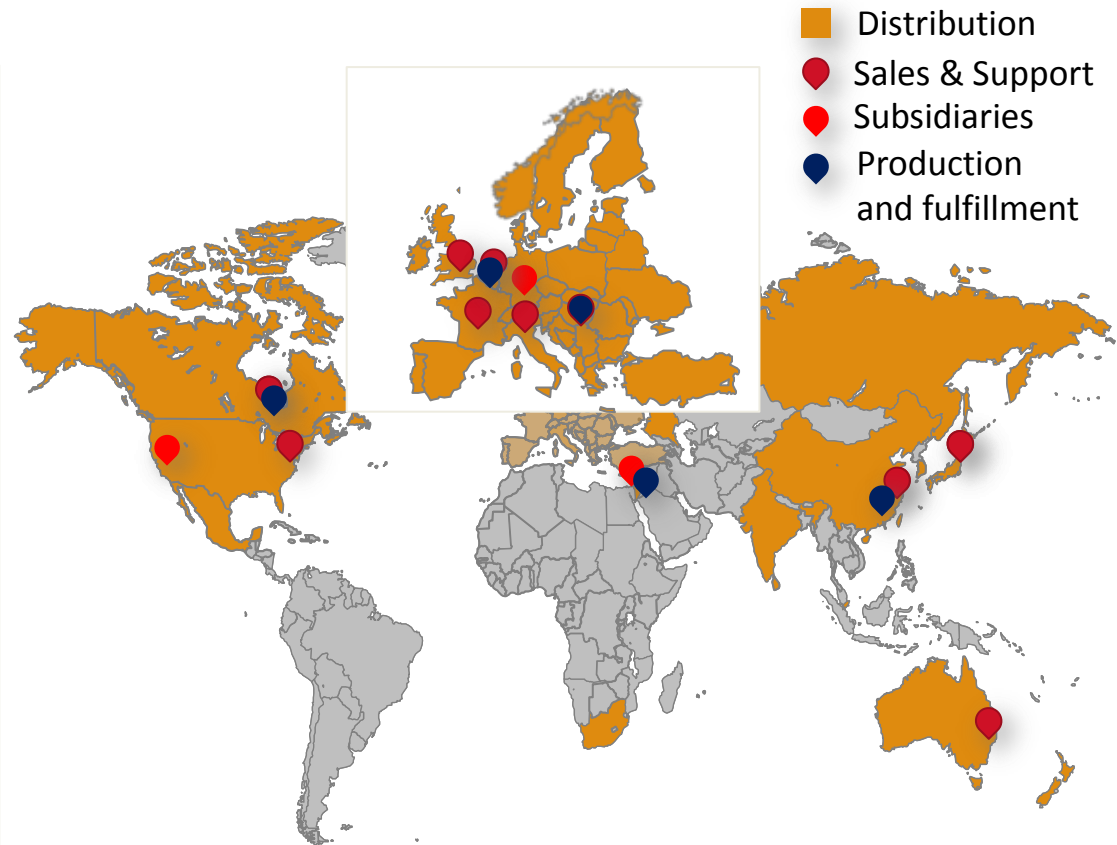 Distribution
Sales & Support
Subsidiaries
Production
and fulfillment